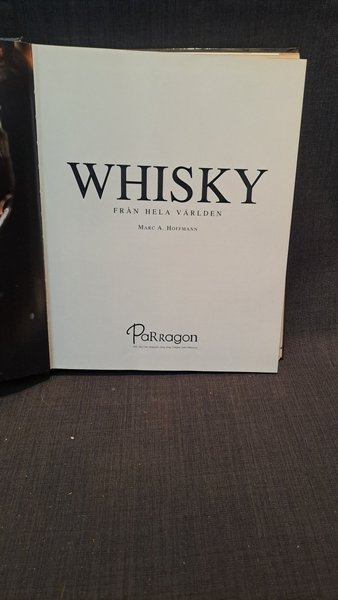 WHISKY
FRÅN HELA VÄRLDEN
MARC A. HOFFMANN
PaRragon